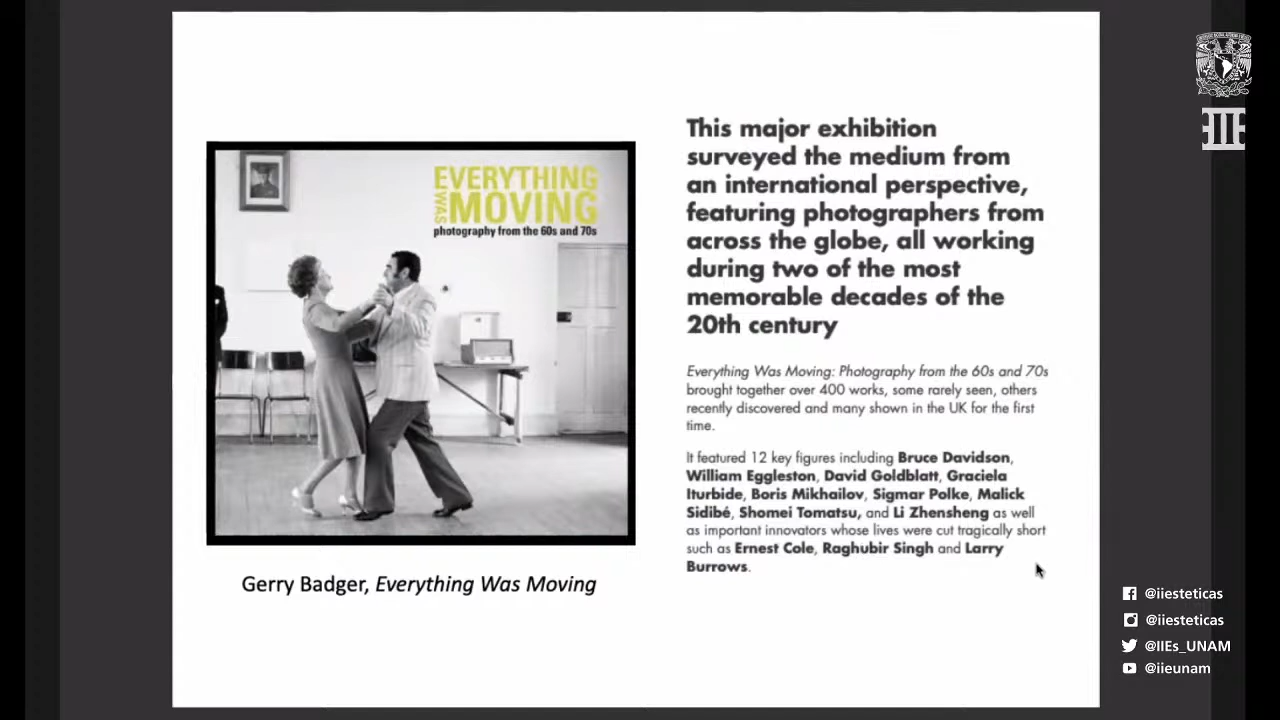 EVERYTHING
WAS MOVING
photography from the 60s and 70s
Gerry Badger, Everything Was Moving
This major exhibition
surveyed the medium from
an international perspective,
featuring photographers from
across the globe, all working
during two of the most
memorable decades of the
20th century
Everything Was Moving: Photography from the 60s and 70s
brought together over 400 works, some rarely seen, others
recently discovered and many shown in the UK for the first
time.
It featured 12 key figures including Bruce Davidson,
William Eggleston, David Goldblatt, Graciela
Iturbide, Boris Mikhailov, Sigmar Polke, Malick
Sidibé, Shomei Tomatsu, and Li Zhensheng as well
as important innovators whose lives were cut tragically short
such as Ernest Cole, Raghubir Singh and Larry
Burrows.
@iiesteticas
@iiesteticas
@IIEs_UNAM
@iieunam